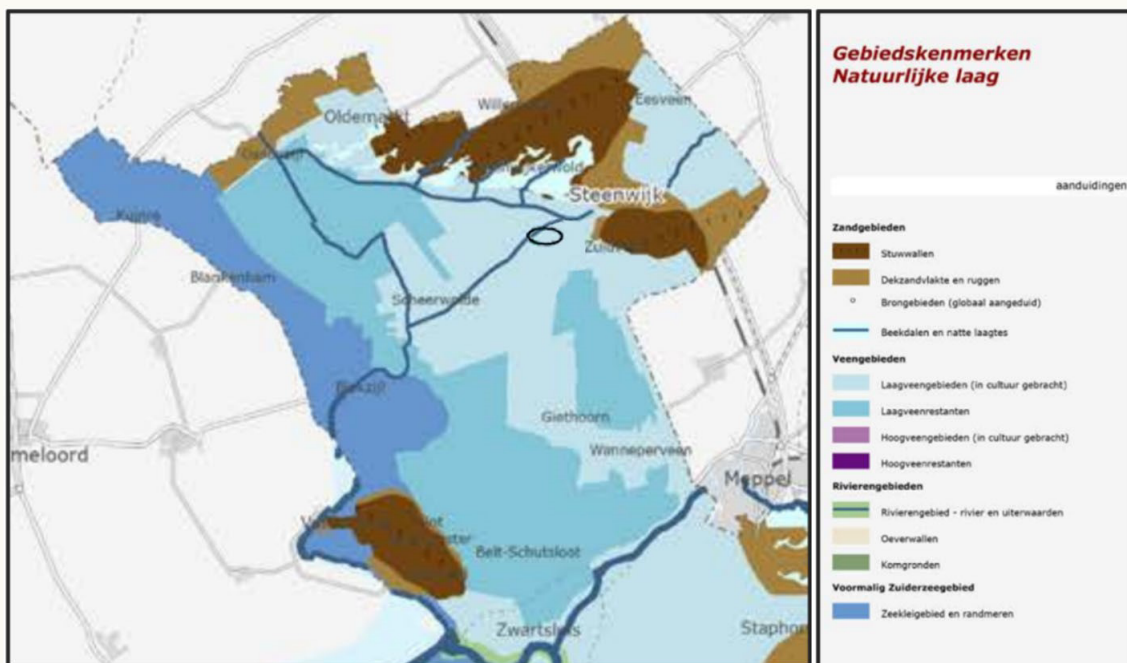 Oldemarkt
Eesveen
Steenwijk
Kuinre
Blankenham
Scheerwolde
Blokzijl
Giethoorn
Wanneperveen
meloord
Meppel
Belt-Schutsloot
Zwartsluis
Staphor
Gebiedskenmerken
Natuurlijke laag
aanduidingen
Zandgebieden
Stuwwallen
Dekzandvlakte en ruggen
Brongebieden (globaal aangeduid)
Beekdalen en natte laagtes
Veengebieden
Laagveengebieden (in cultuur gebracht)
Laagveenrestanten
Hoogveengebieden (in cultuur gebracht)
Hoogveenrestanten
Rivierengebieden
Rivierengebied - rivier en uiterwaarden
Oeverwallen
Komgronden
Voormalig Zuiderzeegebied
Zeekleigebied en randmeren